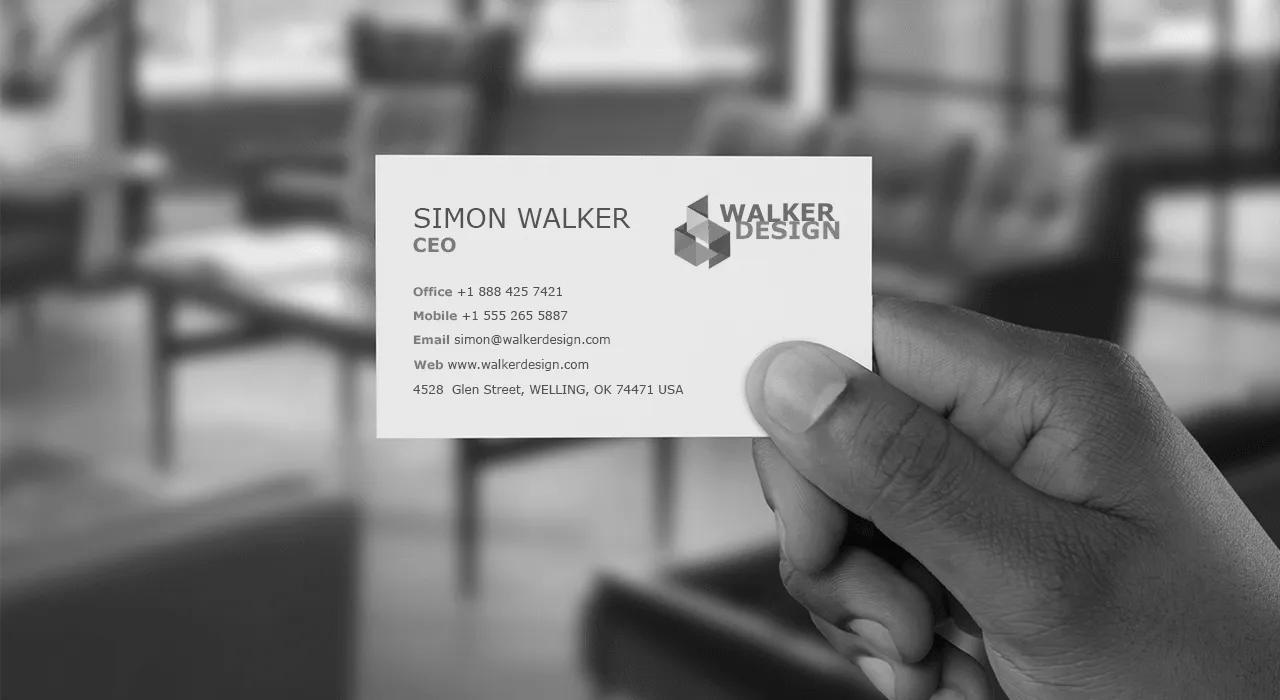 SIMON WALKER
CEO
WALKER
DESIGN
Office +1 888 425 7421
Mobile +1 555 265 5887
Email simon@walkerdesign.com
Web www.walkerdesign.com
4528 Glen Street, WELLING, OK 74471 USA